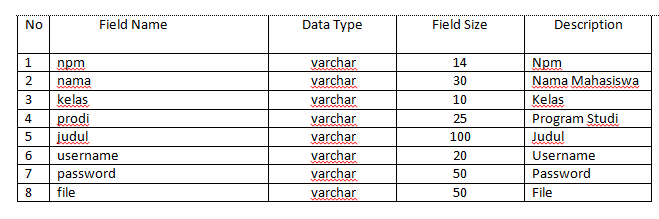 No Field Name Data Type Field Size Description
1 npm varchar 14 Npm
2 nama varchar 30 Nama Mahasiswa
3 kelas varchar 10 Kelas
4 prodi varchar 25 Program Studi
5 judul varchar 100 Judul
6 username varchar 20 Username
7 password varchar 50 Password
8 file varchar 50 File